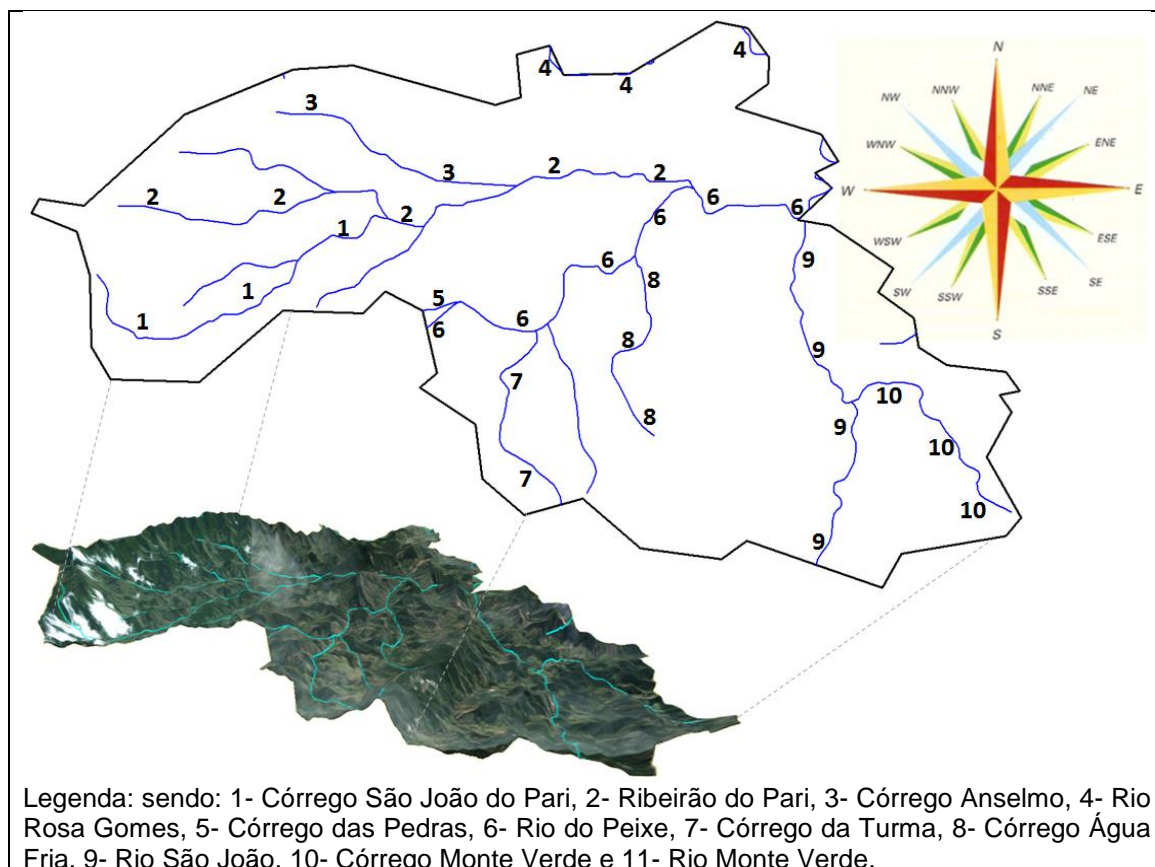 4
4
4
3
3
2
2
2
2
2
1
1
1
6
6
6
6
6
6
5
8
8
8
7
7
9
9
9
9
10
10
10
N
NNE
NE
ENE
E
ESE
SE
SSE
S
SSW
SW
WSW
W
WNW
NW
NNW
Legenda: sendo: 1- Córrego São João do Pari, 2- Ribeirão do Pari, 3- Córrego Anselmo, 4- Rio
Rosa Gomes, 5- Córrego das Pedras, 6- Rio do Peixe, 7- Córrego da Turma, 8- Córrego Água
Fria, 9- Rio São João, 10- Córrego Monte Verde e 11- Rio Monte Verde.